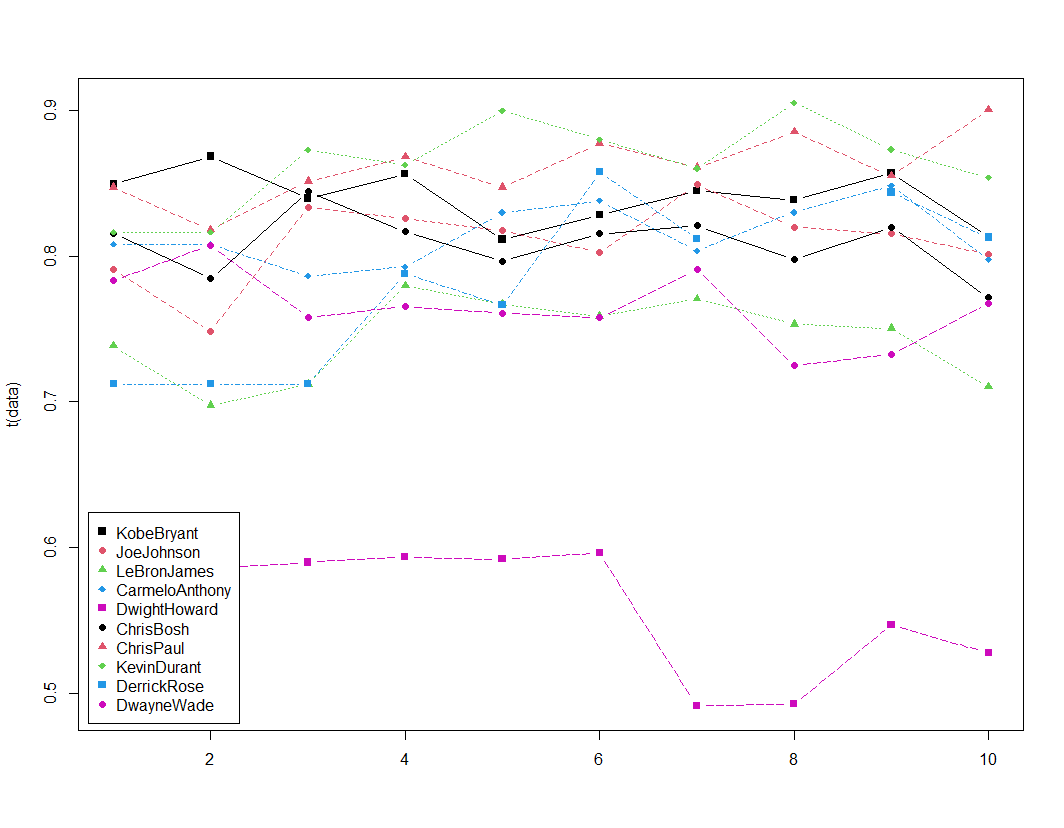 0.9
0.8
0.7
t(data)
0.6
0.5
KobeBryant
JoeJohnson
LeBronJames
CarmeloAnthony
DwightHoward
ChrisBosh
ChrisPaul
KevinDurant
DerrickRose
DwayneWade
2 4 6 8 10